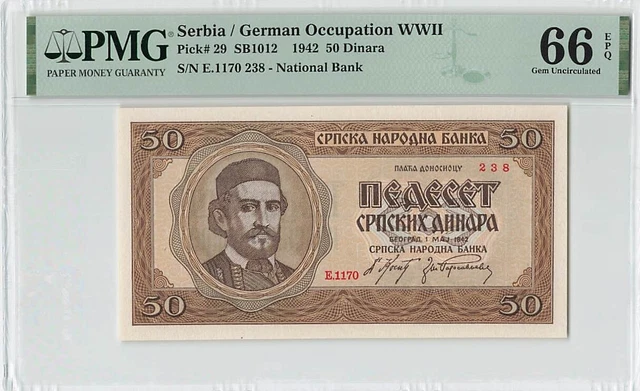 PMG
PAPER MONEY GUARANTY
Serbia / German Occupation WWII
Pick# 29 SB1012 1942 50 Dinara
S/N E.1170 238 - National Bank
66 EPQ
Gem Uncirculated
50
СРПСКА НАРОДНА БАНКА
50
ПЛАЋА ДОНОСИОЦУ
238
ПЕДЕСЕТ
СРПСКИХ ДИНАРА
БЕОГРАД, 1 МАЈ 1942
СРПСКА НАРОДНА БАНКА
E.1170
50
50